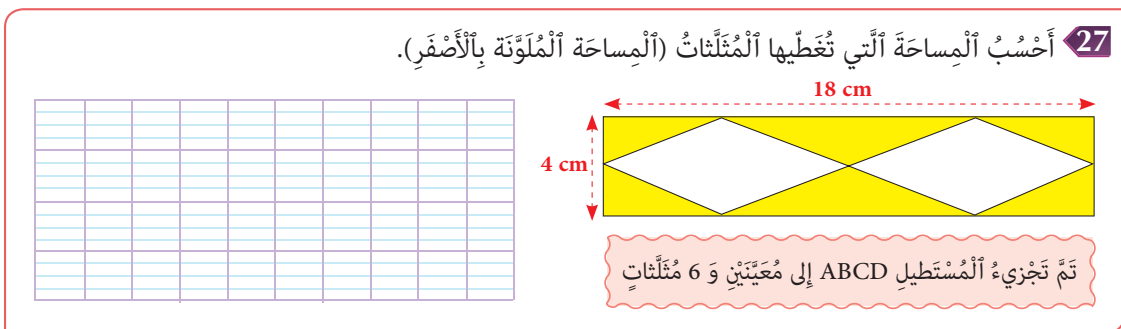 27 أَحْسُبُ ٱلْمِساحَةَ ٱلَّتي تُغَطّيها ٱلْمُثَلَّثاتُ (ٱلْمِساحَة ٱلْمُلَوَّنَة بِٱلْأَصْفَرِ).
18 cm
4 cm
تَمَّ تَجْزيءُ ٱلْمُسْتَطيلِ ABCD إِلى مُعَيَّنَيْنِ وَ 6 مُثَلَّثاتٍ